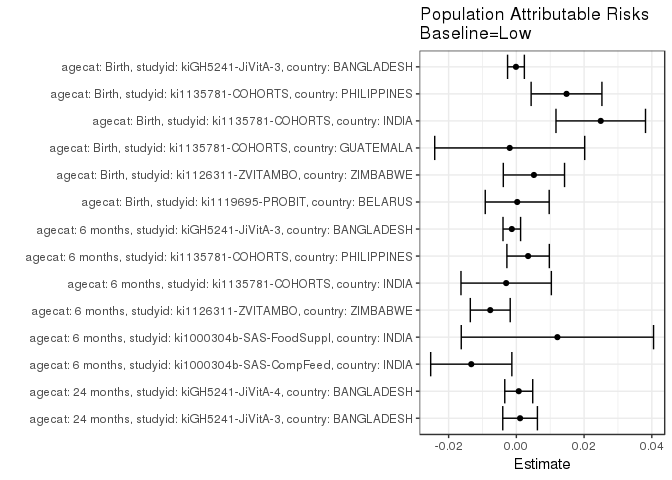 Population Attributable Risks
Baseline=Low
agecat: Birth, studyid: kiGH5241-JiVitA-3, country: BANGLADESH
agecat: Birth, studyid: ki1135781-COHORTS, country: PHILIPPINES
agecat: Birth, studyid: ki1135781-COHORTS, country: INDIA
agecat: Birth, studyid: ki1135781-COHORTS, country: GUATEMALA
agecat: Birth, studyid: ki1126311-ZVITAMBO, country: ZIMBABWE
agecat: Birth, studyid: ki1119695-PROBIT, country: BELARUS
agecat: 6 months, studyid: kiGH5241-JiVitA-3, country: BANGLADESH
agecat: 6 months, studyid: ki1135781-COHORTS, country: PHILIPPINES
agecat: 6 months, studyid: ki1135781-COHORTS, country: INDIA
agecat: 6 months, studyid: ki1126311-ZVITAMBO, country: ZIMBABWE
agecat: 6 months, studyid: ki1000304b-SAS-FoodSuppl, country: INDIA
agecat: 6 months, studyid: ki1000304b-SAS-CompFeed, country: INDIA
agecat: 24 months, studyid: kiGH5241-JiVitA-4, country: BANGLADESH
agecat: 24 months, studyid: kiGH5241-JiVitA-3, country: BANGLADESH
-0.02 0.00 0.02 0.04
Estimate